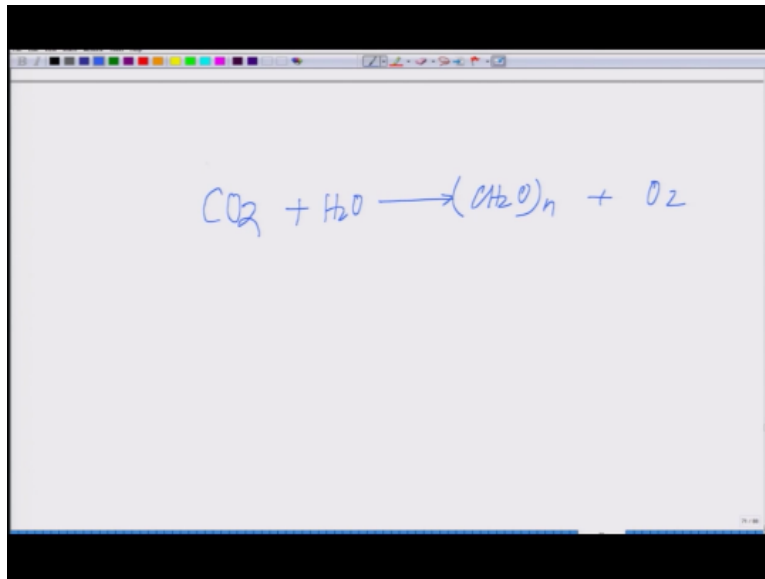 CO2 + H2O → (CH2O)n + O2